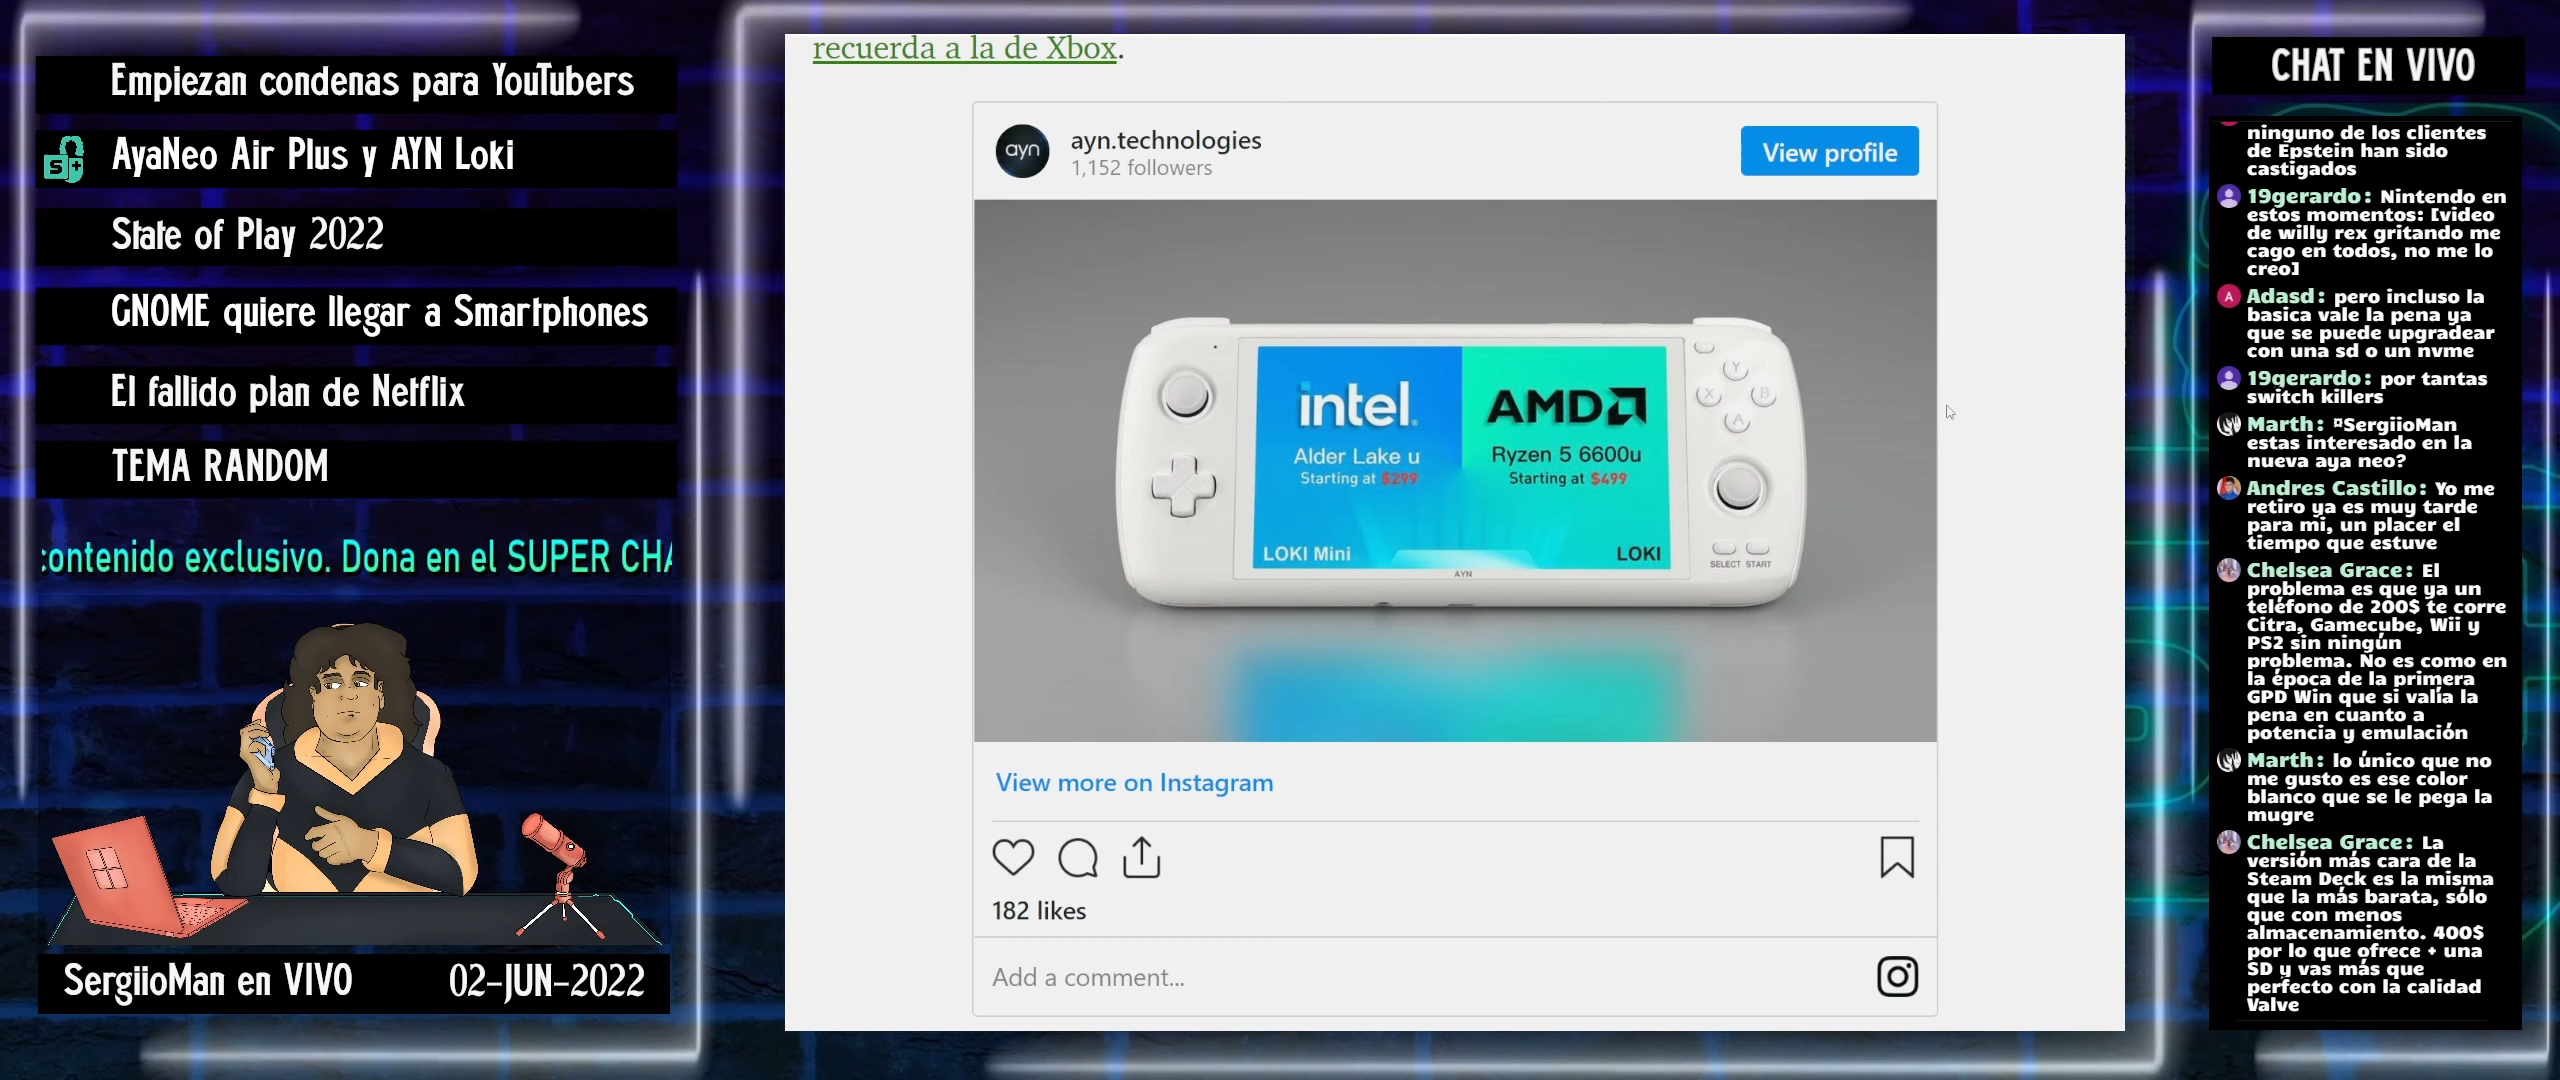 Empiezan condenas para YouTubers
AyaNeo Air Plus y AYN Loki
State of Play 2022
GNOME quiere llegar a Smartphones
El fallido plan de Netflix
TEMA RANDOM
contenido exclusivo. Dona en el SUPER CHA
SergiioMan en VIVO 02-JUN-2022
recuerda a la de Xbox.
ayn
ayn.technologies
1,152 followers
View profile
intel.
Alder Lake u
Starting at $299
LOKI Mini
AMD
Ryzen 5 6600u
Starting at $499
LOKI
AYN
Y
X
B
A
SELECT START
View more on Instagram
182 likes
Add a comment...
CHAT EN VIVO
ninguno de los clientes
de Epstein han sido
castigados
19gerardo: Nintendo en
estos momentos: [video
de willy rex gritando me
cago en todos, no me lo
creo]
A
Adasd: pero incluso la
basica vale la pena ya
que se puede upgradear
con una sd o un nvme
19gerardo: por tantas
switch killers
Marth: ¤SergiioMan
estas interesado en la
nueva aya neo?
Andres Castillo: Yo me
retiro ya es muy tarde
para mi, un placer el
tiempo que estuve
Chelsea Grace: El
problema es que ya un
teléfono de 200$ te corre
Citra, Gamecube, Wii y
PS2 sin ningún
problema. No es como en
la época de la primera
GPD Win que si valía la
pena en cuanto a
potencia y emulación
Marth: lo único que no
me gusto es ese color
blanco que se le pega la
mugre
Chelsea Grace: La
versión más cara de la
Steam Deck es la misma
que la más barata, sólo
que con menos
almacenamiento. 400$
por lo que ofrece + una
SD y vas más que
perfecto con la calidad
Valve